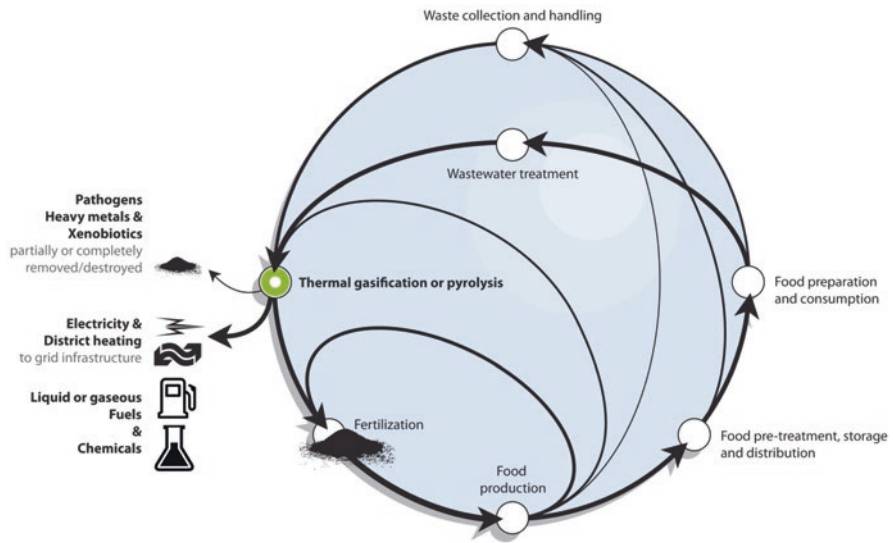 Waste collection and handling
Wastewater treatment
Pathogens
Heavy metals &
Xenobiotics
partially or completely
removed/destroyed
Thermal gasification or pyrolysis
Food preparation
and consumption
Electricity &
District heating
to grid infrastructure
Liquid or gaseous
Fuels
&
Chemicals
Fertilization
Food pre-treatment, storage
and distribution
Food
production